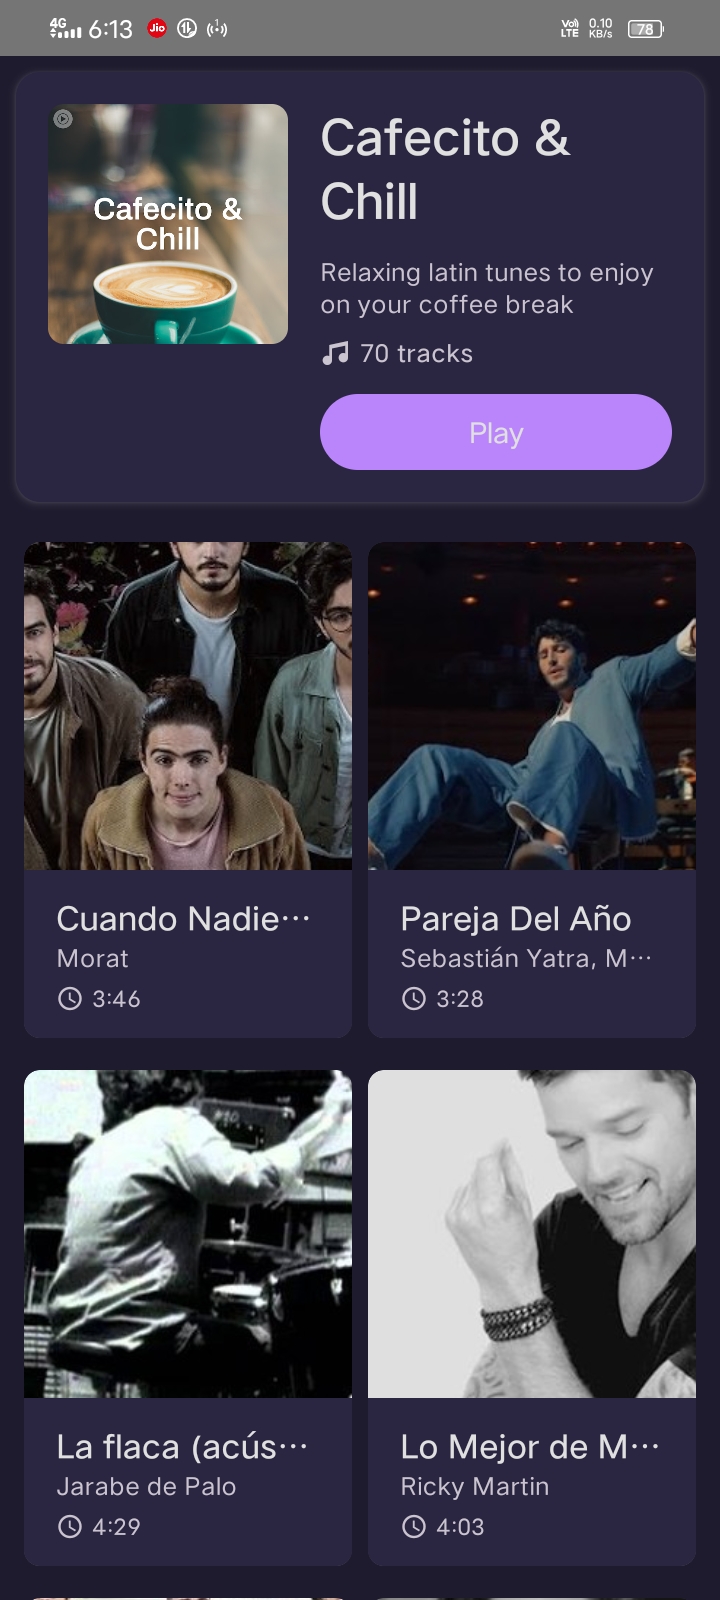 4G 6:13 Jio 1 Vo) LTE 0.10 KB/s 78
Cafecito &
Chill
Cafecito &
Chill
Relaxing latin tunes to enjoy
on your coffee break
70 tracks
Play
Cuando Nadie···
Morat
3:46
Pareja Del Año
Sebastián Yatra, M···
3:28
La flaca (acús···
Jarabe de Palo
4:29
Lo Mejor de M···
Ricky Martin
4:03